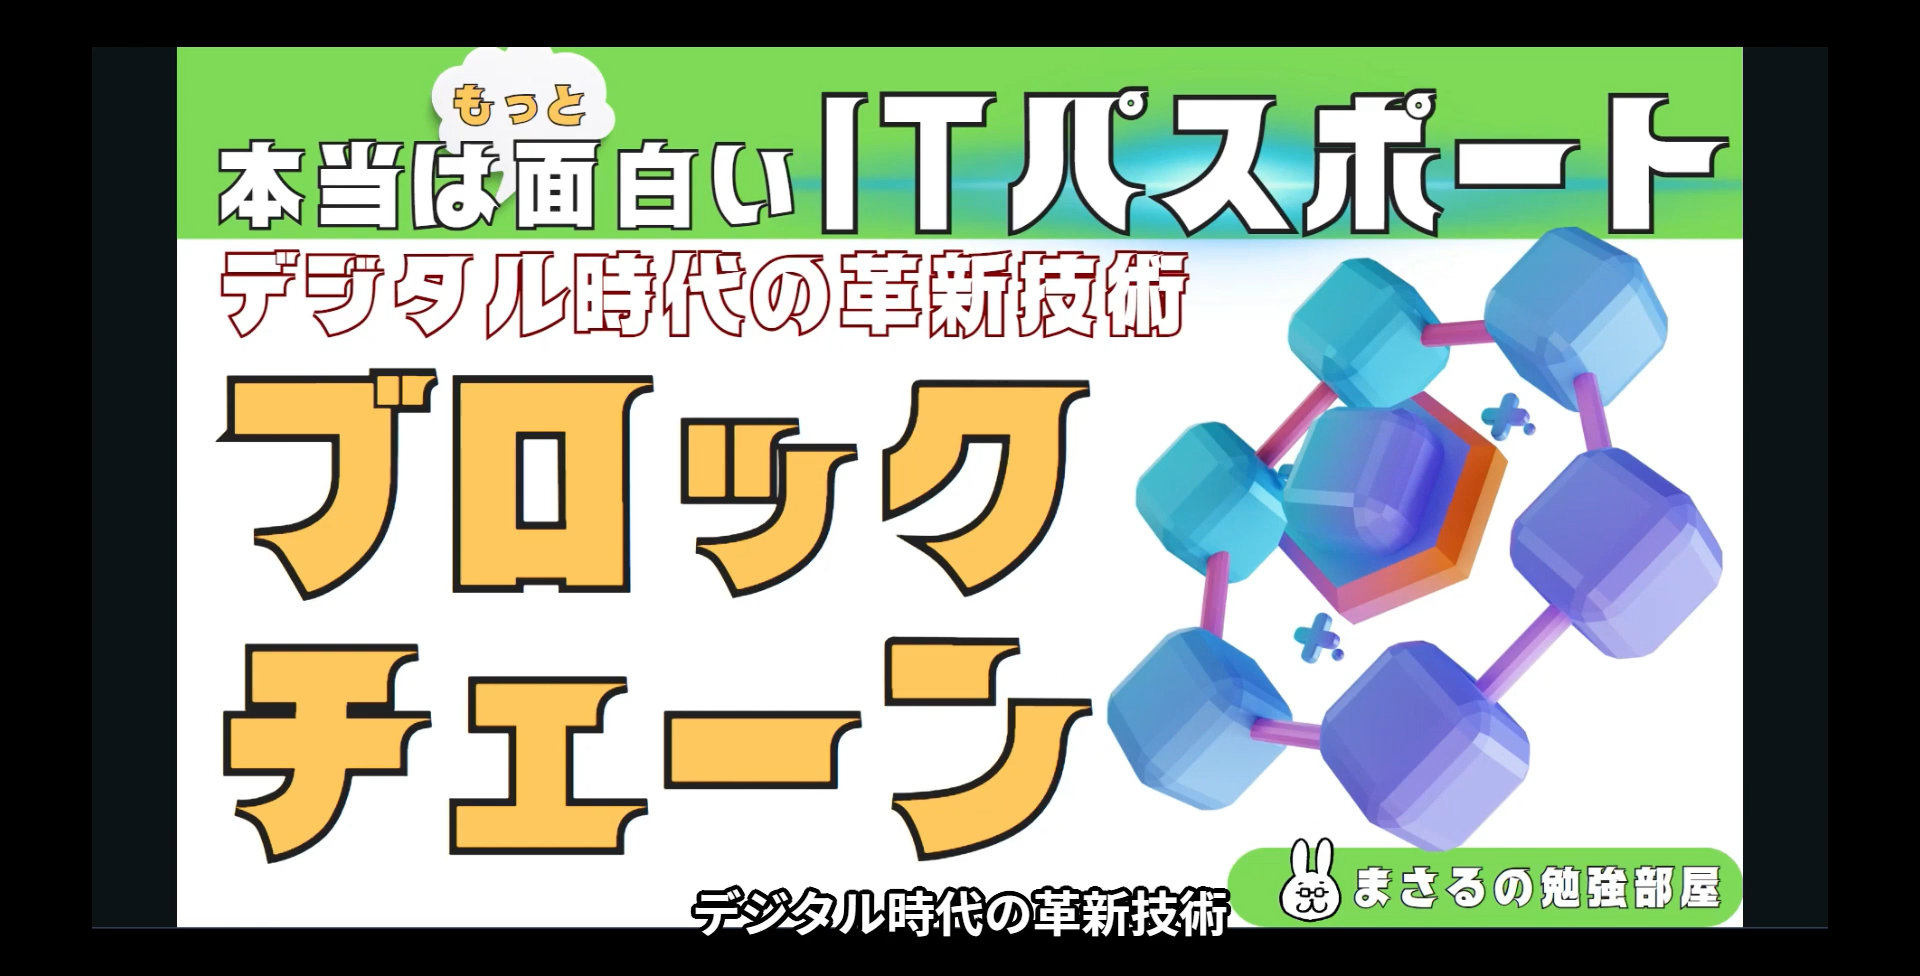 もっと
本当は面白いITパスポート
デジタル時代の革新技術
ブロック
チェーン
まさるの勉強部屋
デジタル時代の革新技術